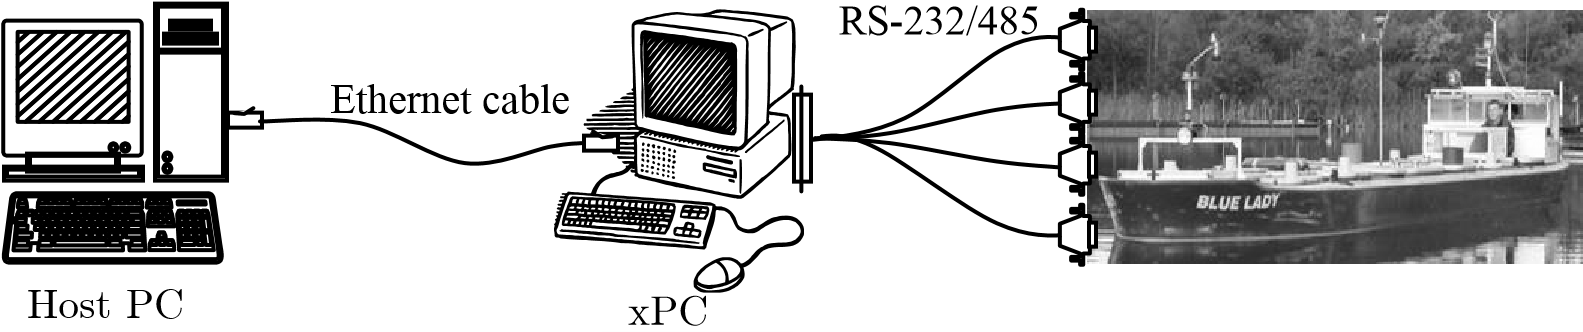 RS-232/485
Ethernet cable
BLUE LADY
Host PC
xPC